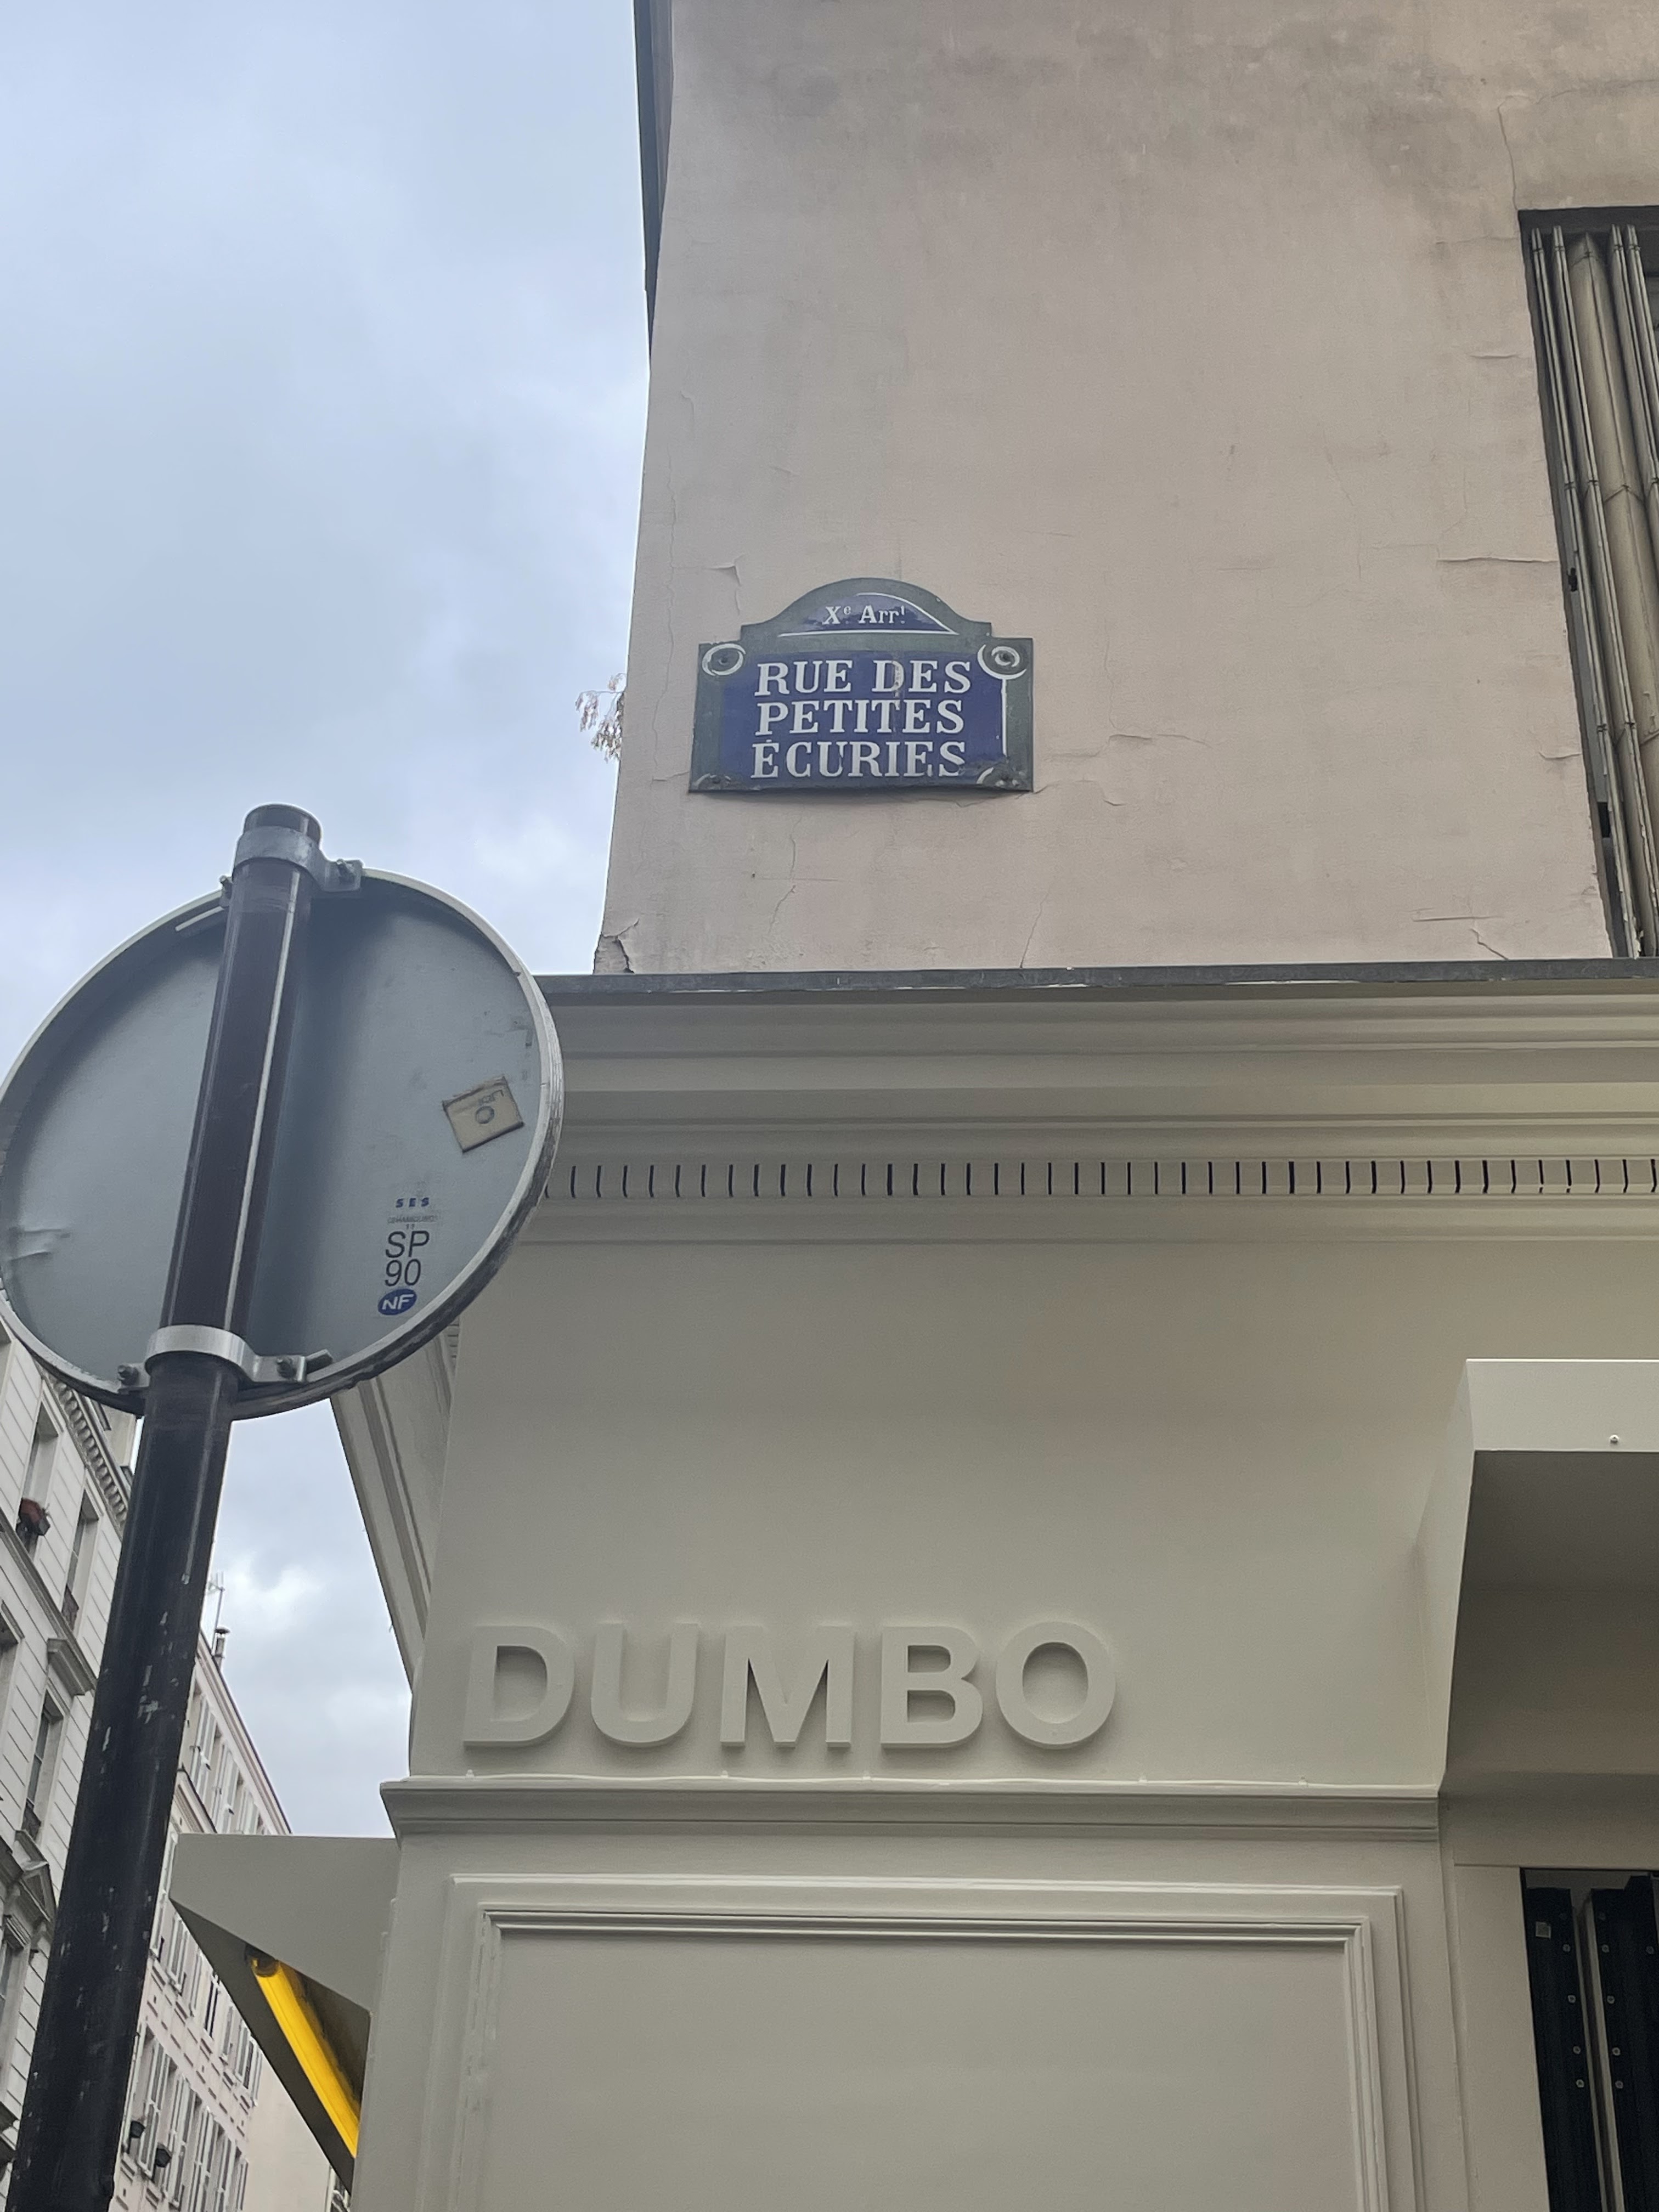 Xe Arrt
RUE DES
PETITES
ÉCURIES
SES
SP
90
NF
DUMBO